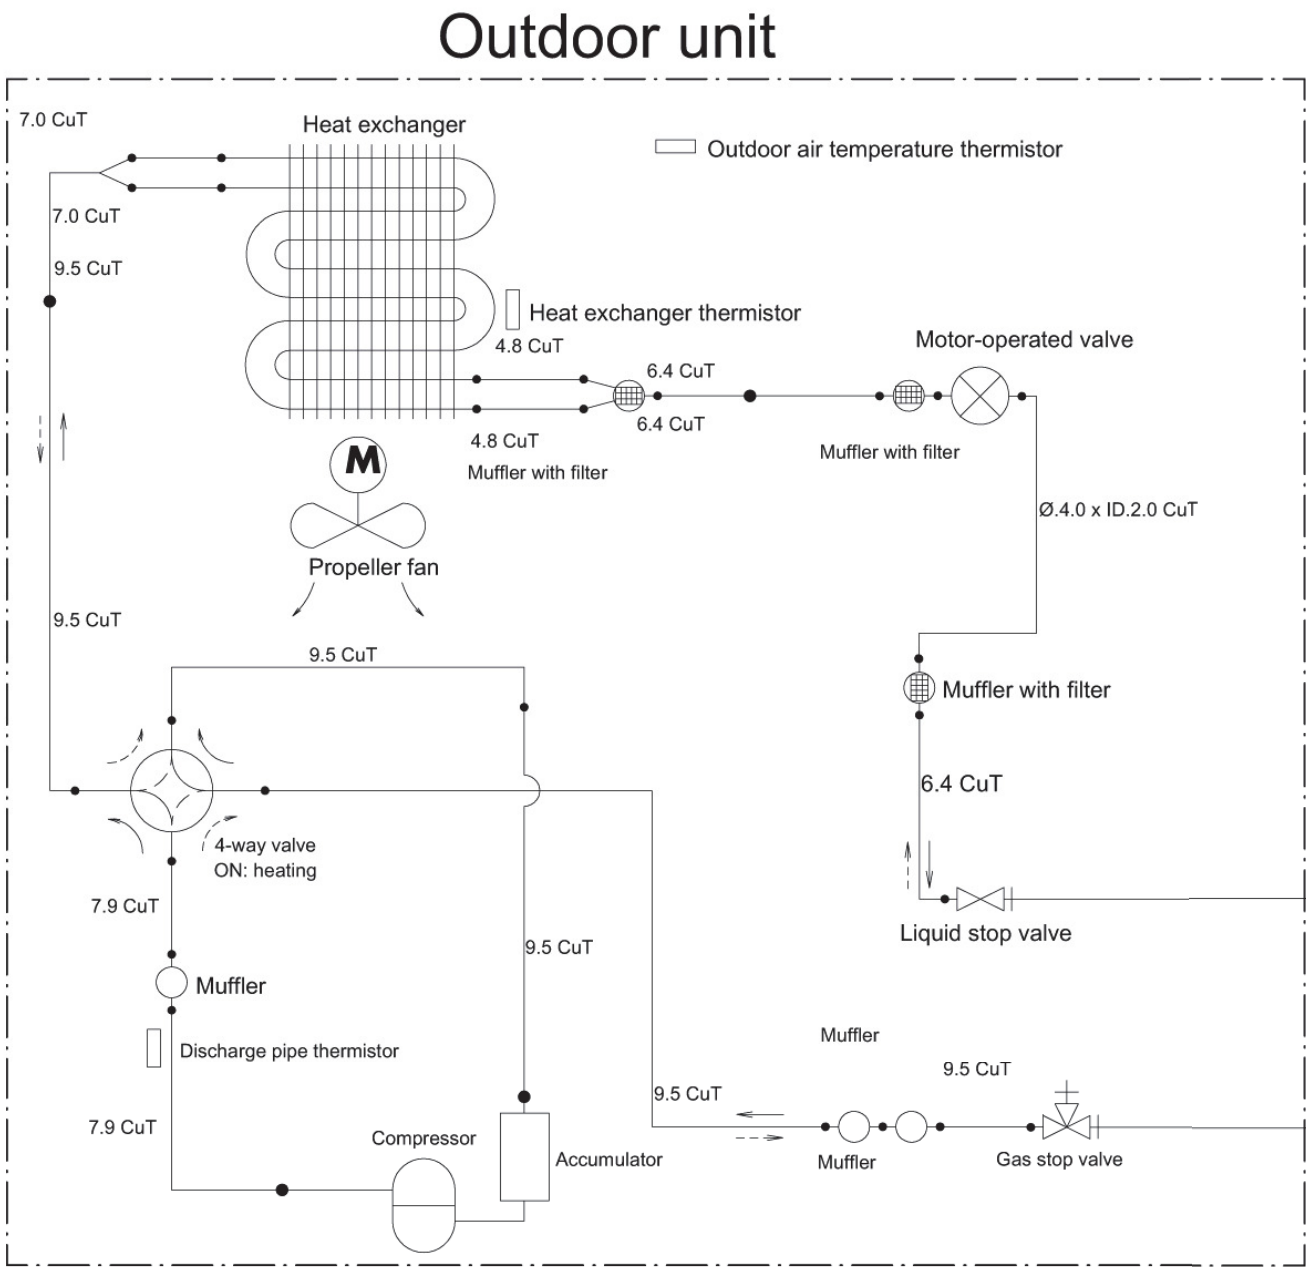 Outdoor unit
7.0 CuT
Heat exchanger
Outdoor air temperature thermistor
7.0 CuT
9.5 CuT
Heat exchanger thermistor
4.8 CuT
Motor-operated valve
6.4 CuT
6.4 CuT
4.8 CuT
Muffler with filter
Muffler with filter
M
Ø.4.0 x ID.2.0 CuT
Propeller fan
9.5 CuT
9.5 CuT
Muffler with filter
6.4 CuT
4-way valve
ON: heating
7.9 CuT
Liquid stop valve
9.5 CuT
Muffler
Muffler
Discharge pipe thermistor
9.5 CuT
9.5 CuT
7.9 CuT
Compressor
Accumulator
Muffler
Gas stop valve